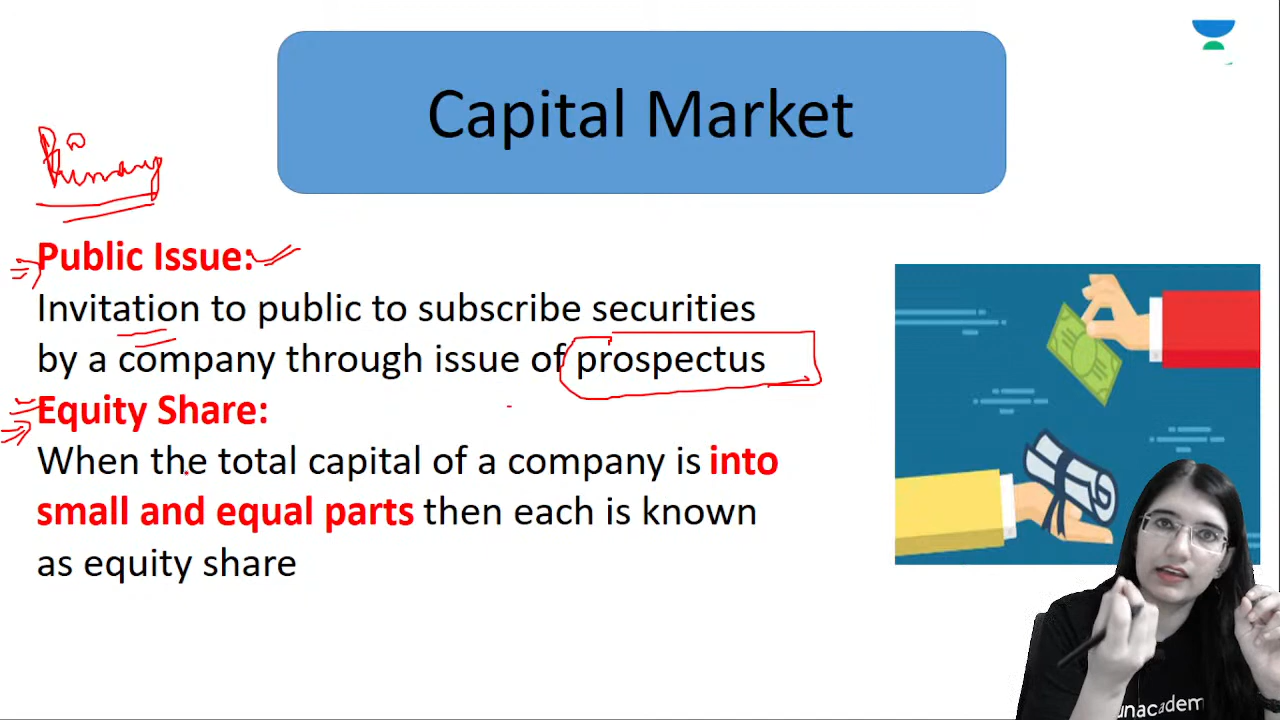 Capital Market
Primary
Public Issue:
Invitation to public to subscribe securities
by a company through issue of prospectus
Equity Share:
When the total capital of a company is into
small and equal parts then each is known
as equity share
unacadem